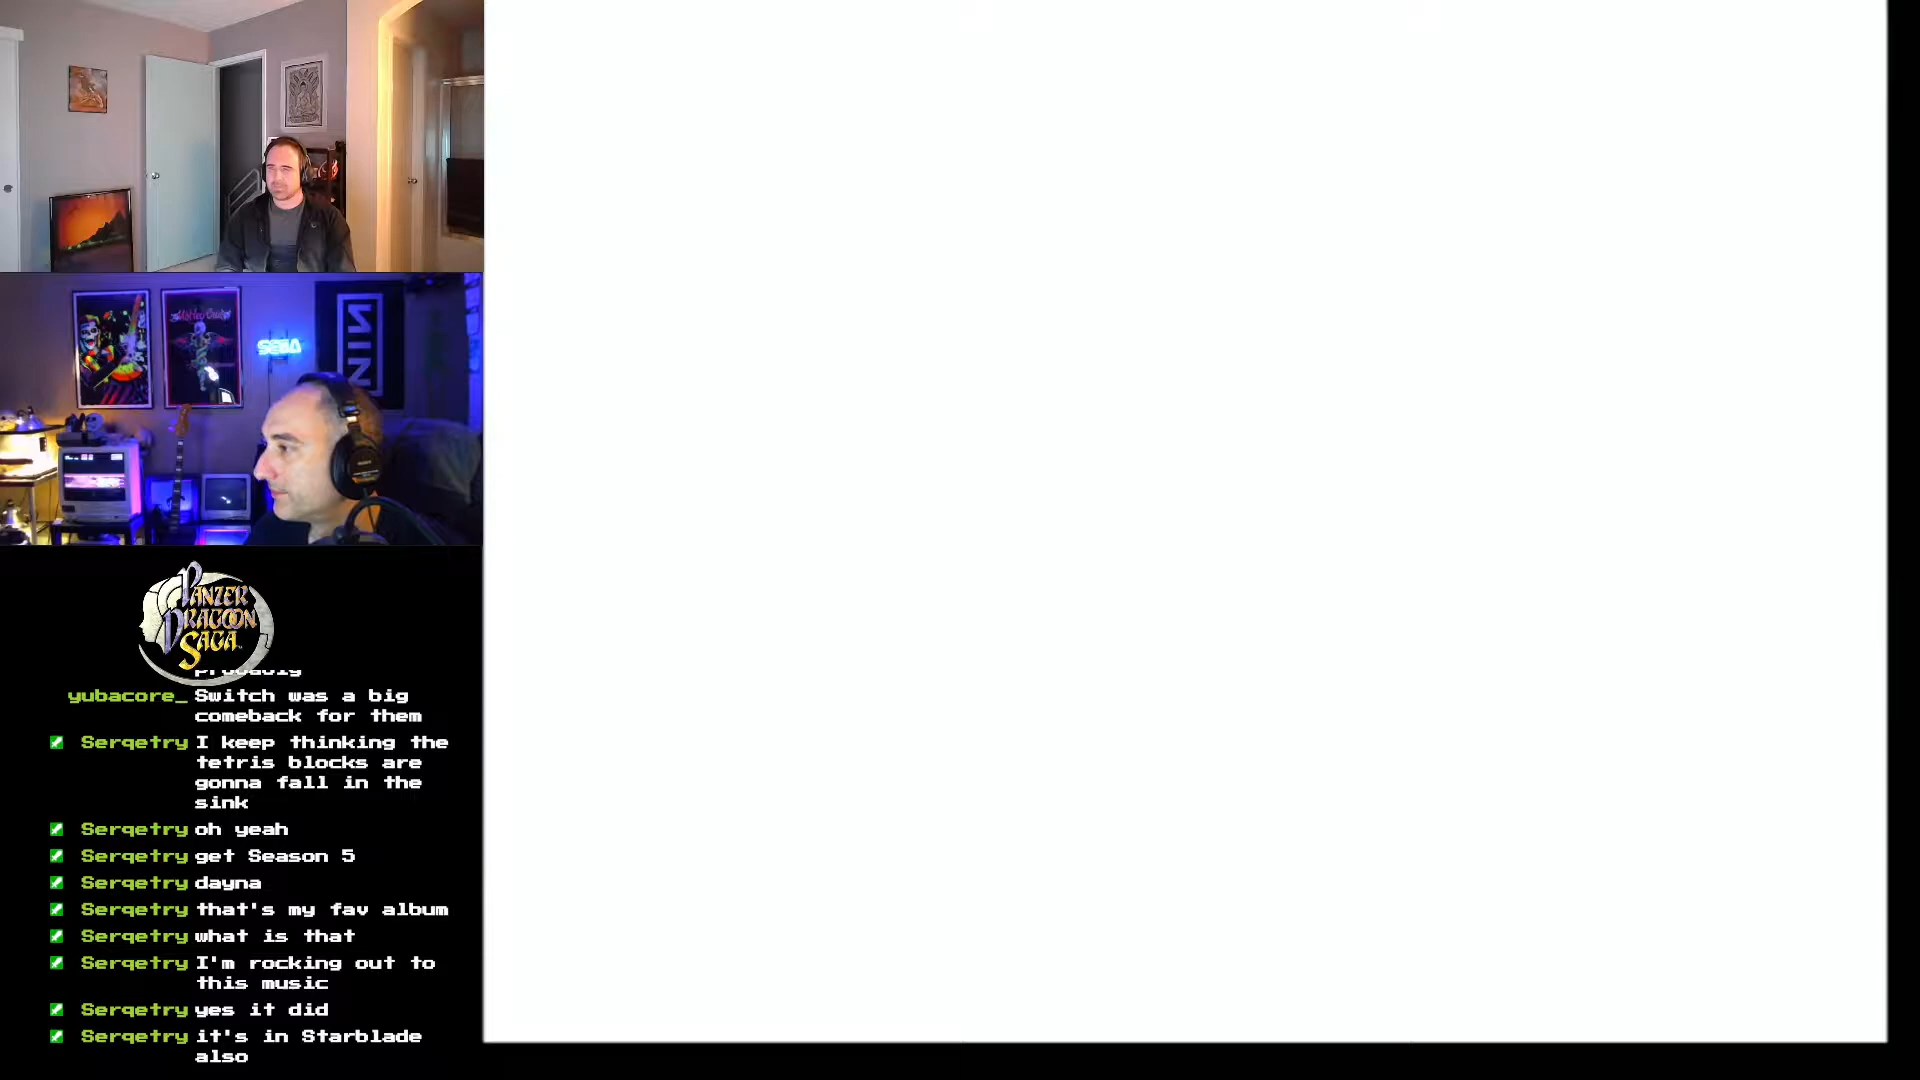 Mötley Crüe
SEGA
NIN
PANZER
DRAGOON
SAGA
probably
yubacore_ Switch was a big
comeback for them
Serqetry I keep thinking the
tetris blocks are
gonna fall in the
sink
Serqetry oh yeah
Serqetry get Season 5
Serqetry dayna
Serqetry that's my fav album
Serqetry what is that
Serqetry I'm rocking out to
this music
Serqetry yes it did
Serqetry it's in Starblade
also